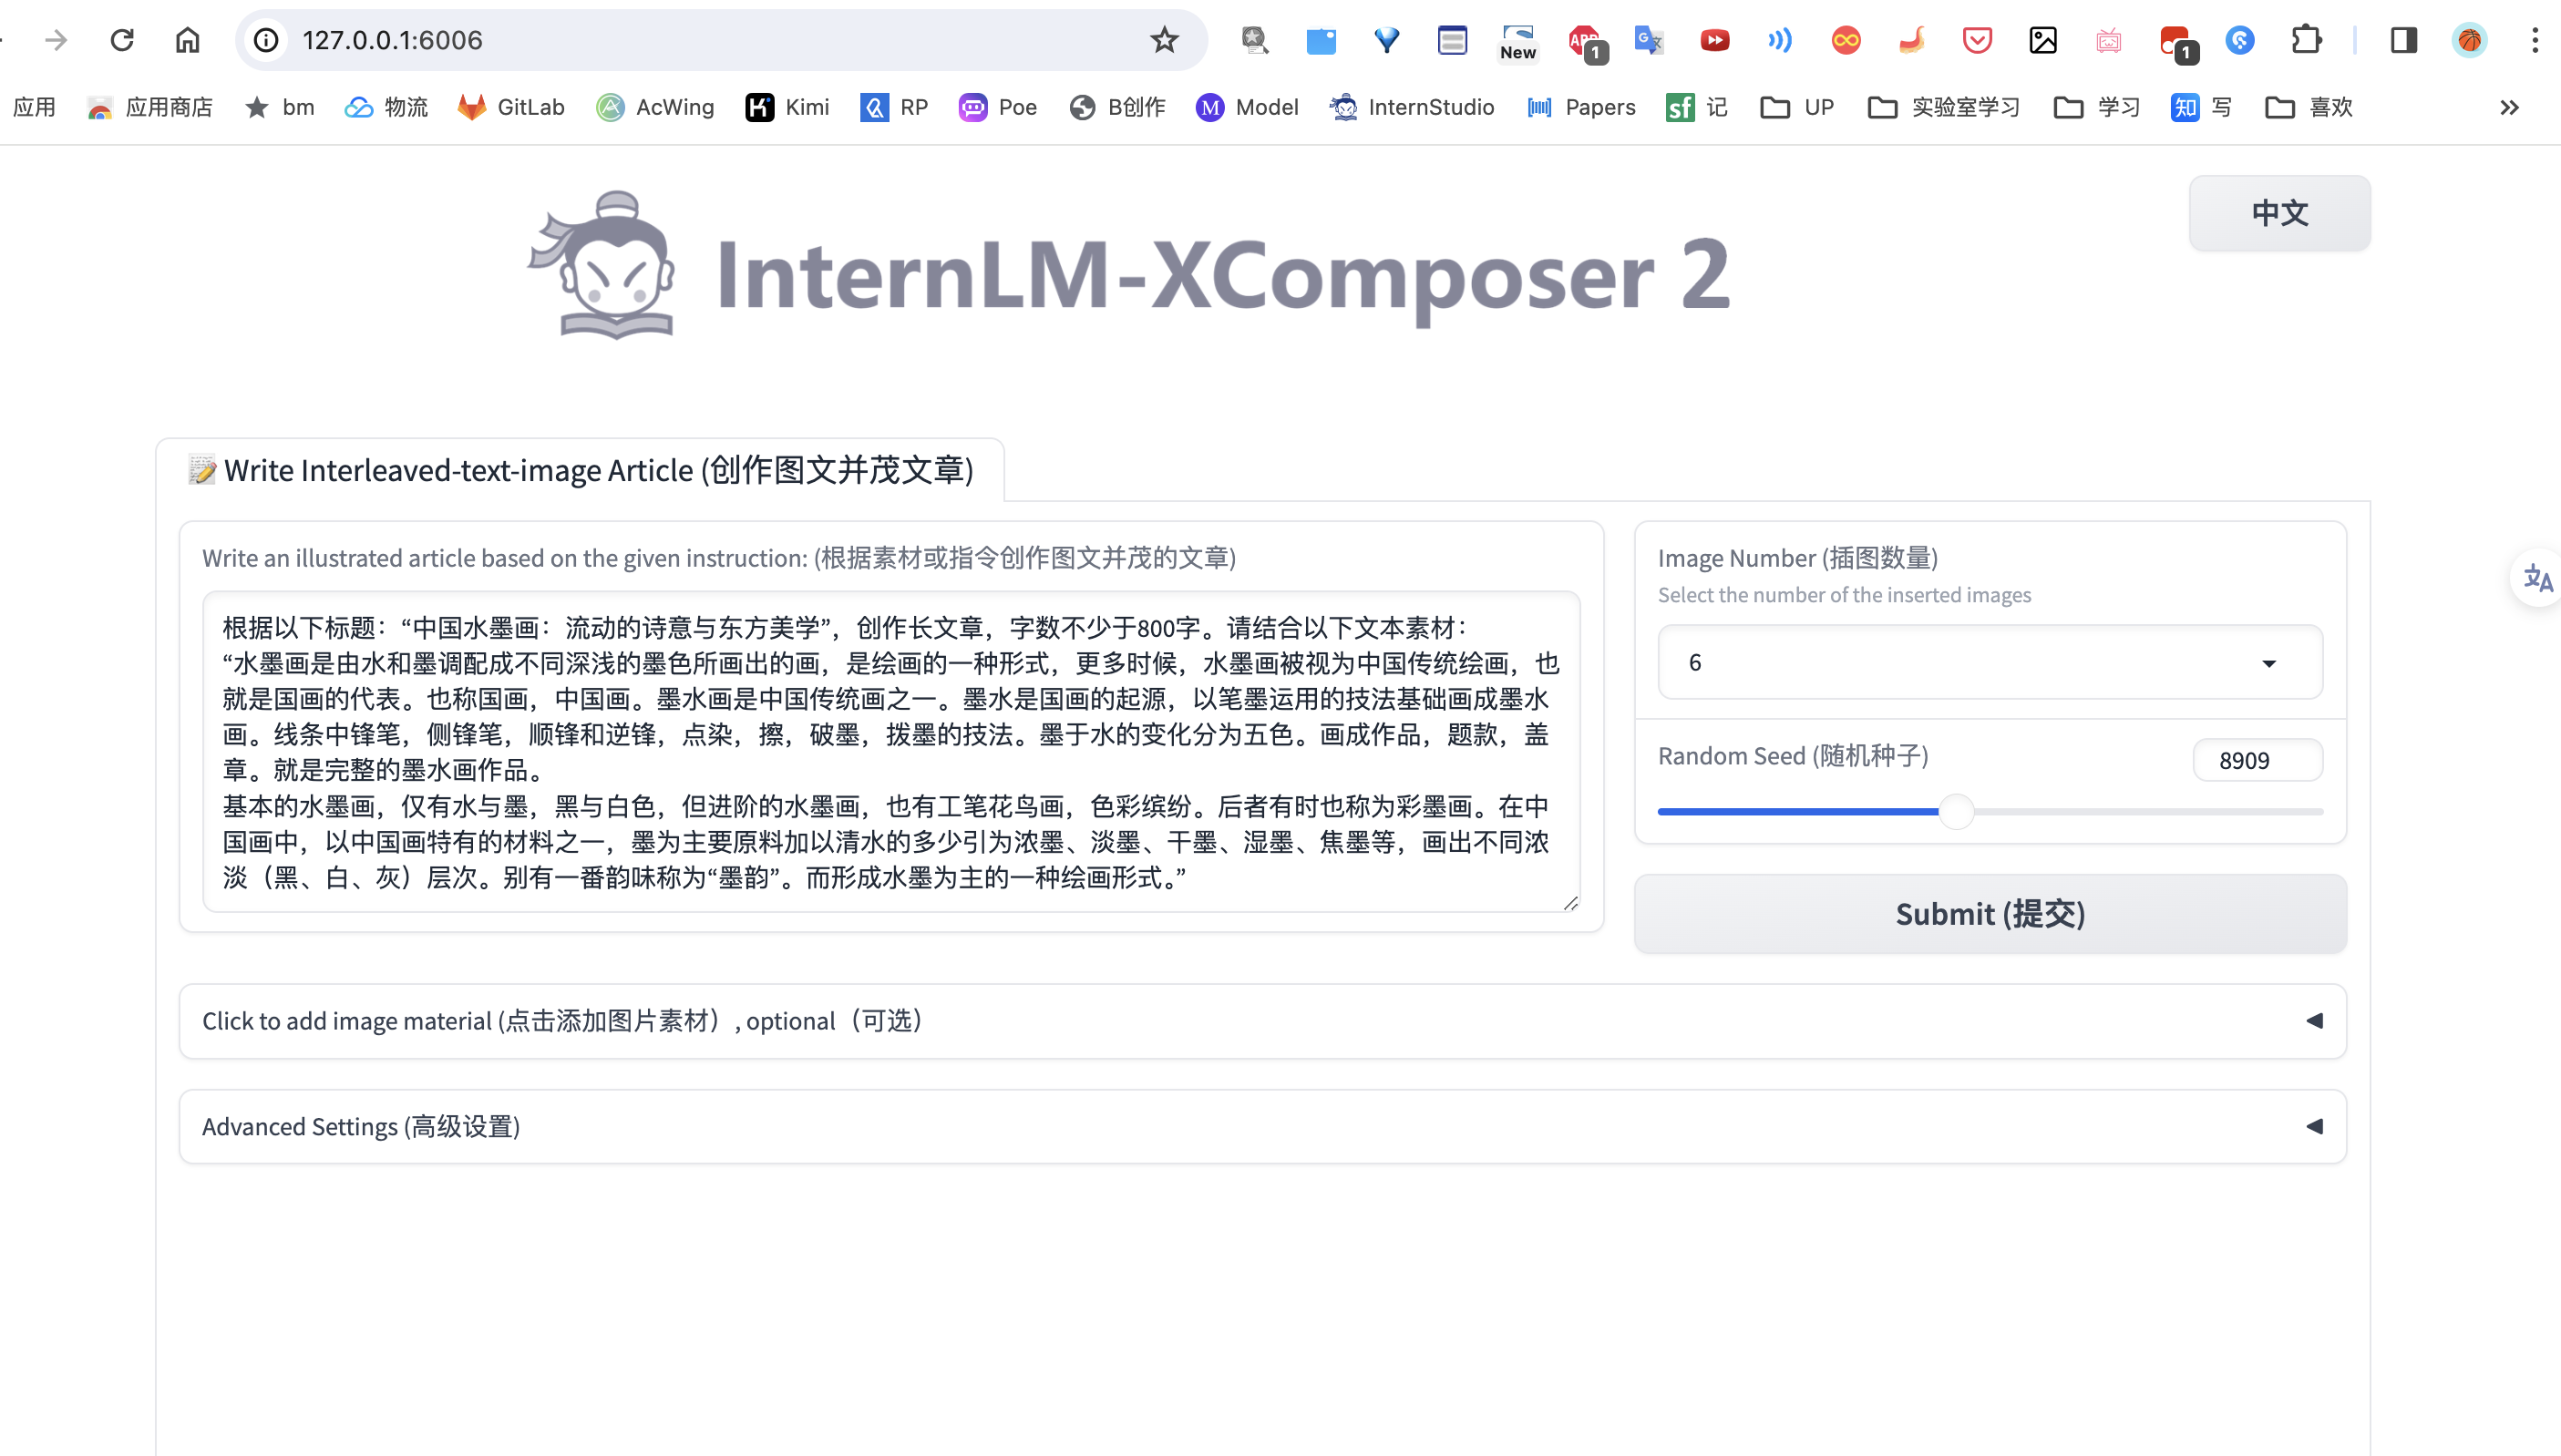 127.0.0.1:6006
New
ABP
1
G
文
1
应用
应用商店
bm
物流
GitLab
AcWing
Kimi
RP
Poe
B创作
M Model
InternStudio
Papers
sf 记
UP
实验室学习
学习
知 写
喜欢
中文
InternLM-XComposer 2
Write Interleaved-text-image Article (创作图文并茂文章)
Write an illustrated article based on the given instruction: (根据素材或指令创作图文并茂的文章)
根据以下标题：“中国水墨画：流动的诗意与东方美学”，创作长文章，字数不少于800字。请结合以下文本素材：
“水墨画是由水和墨调配成不同深浅的墨色所画出的画，是绘画的一种形式，更多时候，水墨画被视为中国传统绘画，也
就是国画的代表。也称国画，中国画。墨水画是中国传统画之一。墨水是国画的起源，以笔墨运用的技法基础画成墨水
画。线条中锋笔，侧锋笔，顺锋和逆锋，点染，擦，破墨，拨墨的技法。墨于水的变化分为五色。画成作品，题款，盖
章。就是完整的墨水画作品。
基本的水墨画，仅有水与墨，黑与白色，但进阶的水墨画，也有工笔花鸟画，色彩缤纷。后者有时也称为彩墨画。在中
国画中，以中国画特有的材料之一，墨为主要原料加以清水的多少引为浓墨、淡墨、干墨、湿墨、焦墨等，画出不同浓
淡（黑、白、灰）层次。别有一番韵味称为“墨韵”。而形成水墨为主的一种绘画形式。”
Image Number (插图数量)
Select the number of the inserted images
6
Random Seed (随机种子)
8909
Submit (提交)
Click to add image material (点击添加图片素材）, optional（可选）
Advanced Settings (高级设置)
文A